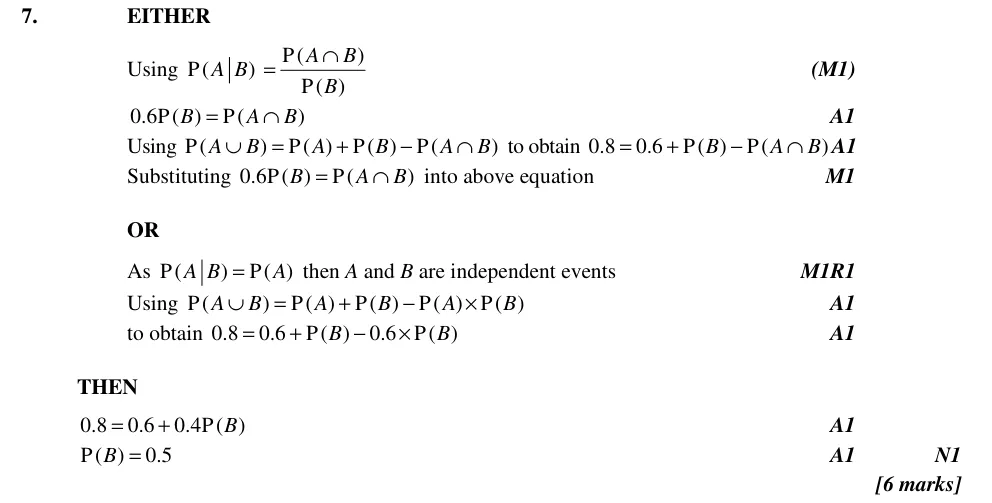 7. EITHER
Using P(A|B) = P(A ∩ B) / P(B) (M1)
0.6P(B) = P(A ∩ B) A1
Using P(A ∪ B) = P(A) + P(B) − P(A ∩ B) to obtain 0.8 = 0.6 + P(B) − P(A ∩ B) A1
Substituting 0.6P(B) = P(A ∩ B) into above equation M1
OR
As P(A|B) = P(A) then A and B are independent events M1R1
Using P(A ∪ B) = P(A) + P(B) − P(A) × P(B) A1
to obtain 0.8 = 0.6 + P(B) − 0.6 × P(B) A1
THEN
0.8 = 0.6 + 0.4P(B) A1
P(B) = 0.5 A1 N1
[6 marks]